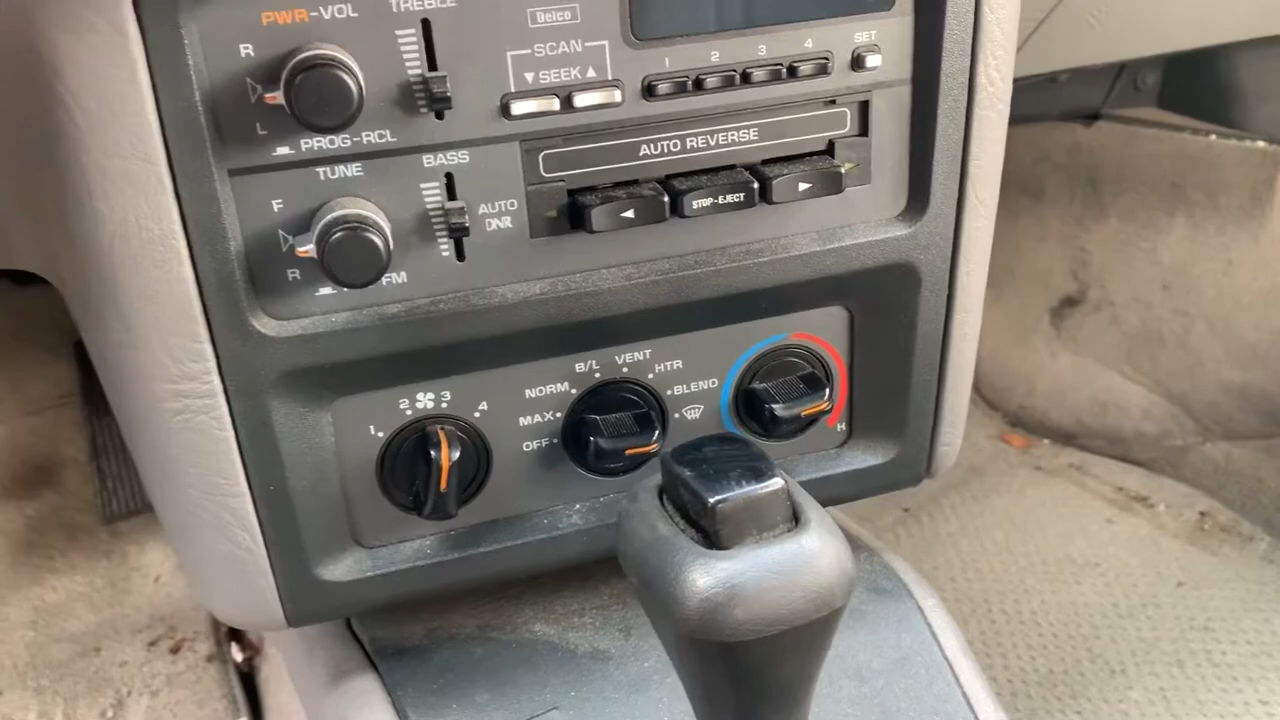 PWR-VOL
R
L
PROG-RCL
TREBLE
Delco
SCAN
▼SEEK▲
1 2 3 4
SET
TUNE
F
R
FM
BASS
AUTO
DNR
AUTO REVERSE
◀ STOP-EJECT ▶
1 2 3 4
OFF
MAX
NORM
B/L
VENT
HTR
BLEND
H